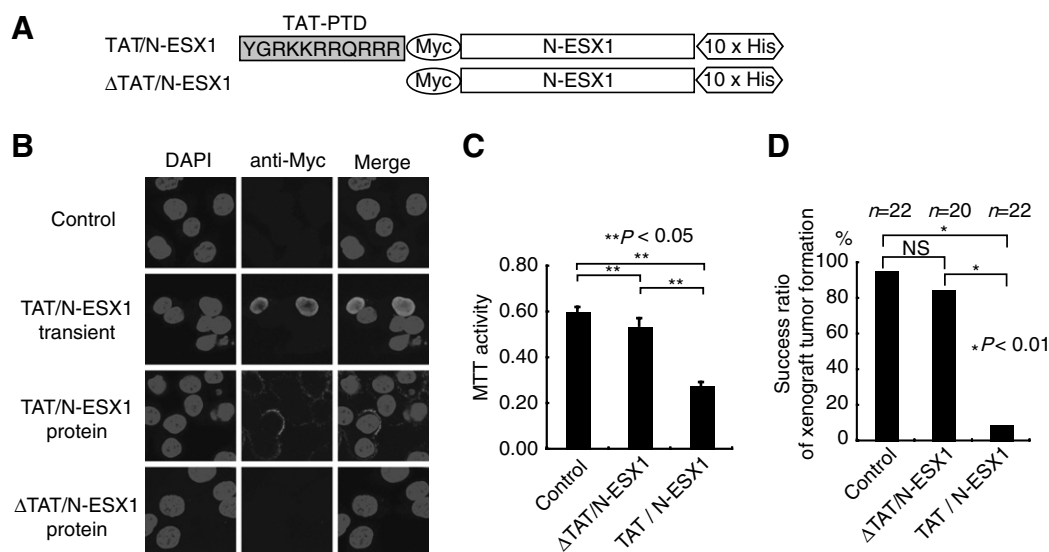 A
TAT-PTD
TAT/N-ESX1 YGRKKRRQRRR Myc N-ESX1 10 x His
ΔTAT/N-ESX1 Myc N-ESX1 10 x His
B
DAPI anti-Myc Merge
Control
TAT/N-ESX1
transient
TAT/N-ESX1
protein
ΔTAT/N-ESX1
protein
C
**P < 0.05
**
** **
MTT activity
0.80
0.60
0.40
0.20
0.00
Control
ΔTAT/N-ESX1
TAT / N-ESX1
D
n=22 n=20 n=22
*
NS
*
*P < 0.01
Success ratio
of xenograft tumor formation
%
100
80
60
40
20
0
Control
ΔTAT/N-ESX1
TAT / N-ESX1